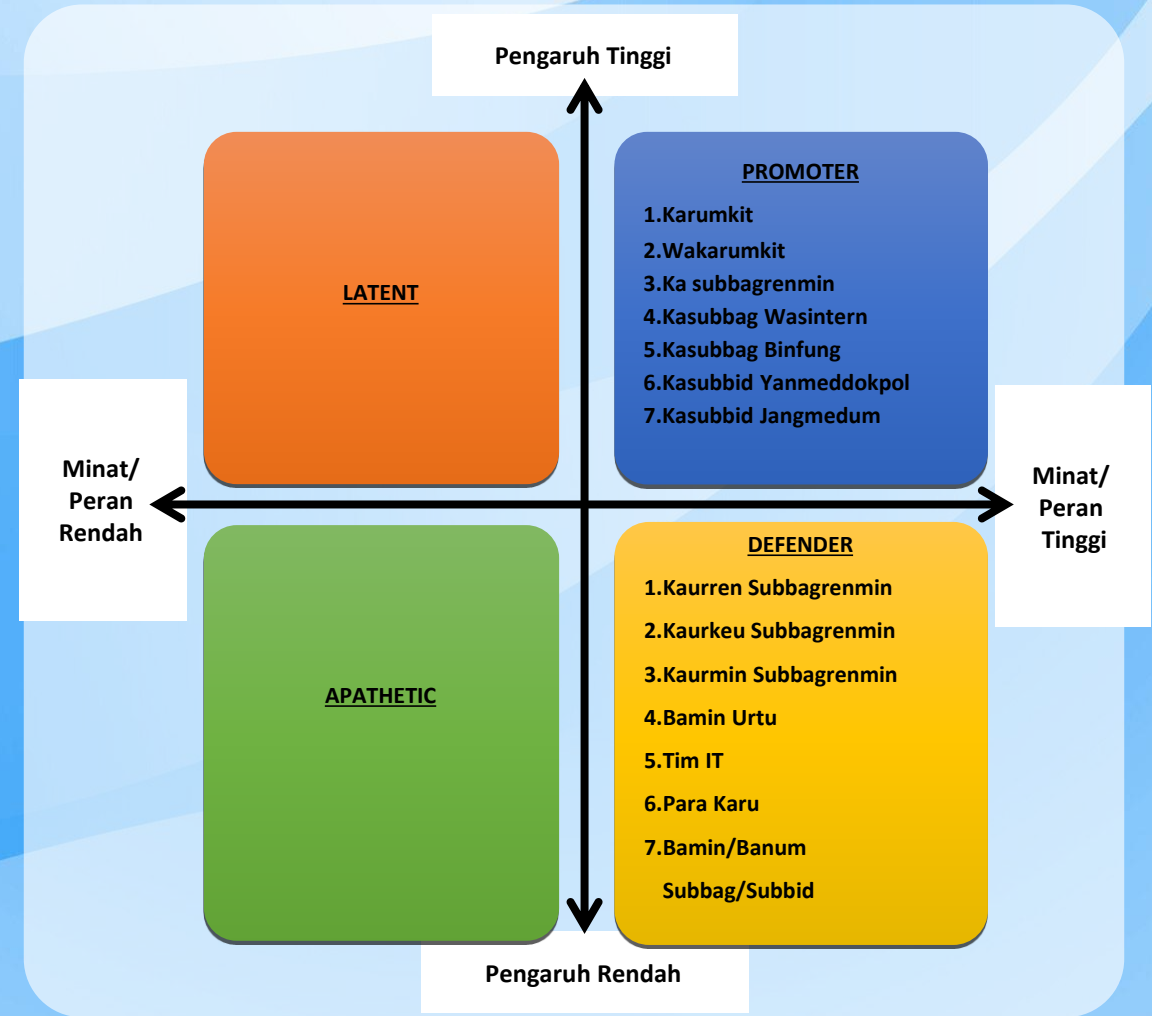 Pengaruh Tinggi
LATENT
PROMOTER
1.Karumkit
2.Wakarumkit
3.Ka subbagrenmin
4.Kasubbag Wasintern
5.Kasubbag Binfung
6.Kasubbid Yanmeddokpol
7.Kasubbid Jangmedum
Minat/
Peran
Rendah
Minat/
Peran
Tinggi
APATHETIC
DEFENDER
1.Kaurren Subbagrenmin
2.Kaurkeu Subbagrenmin
3.Kaurmin Subbagrenmin
4.Bamin Urtu
5.Tim IT
6.Para Karu
7.Bamin/Banum
Subbag/Subbid
Pengaruh Rendah